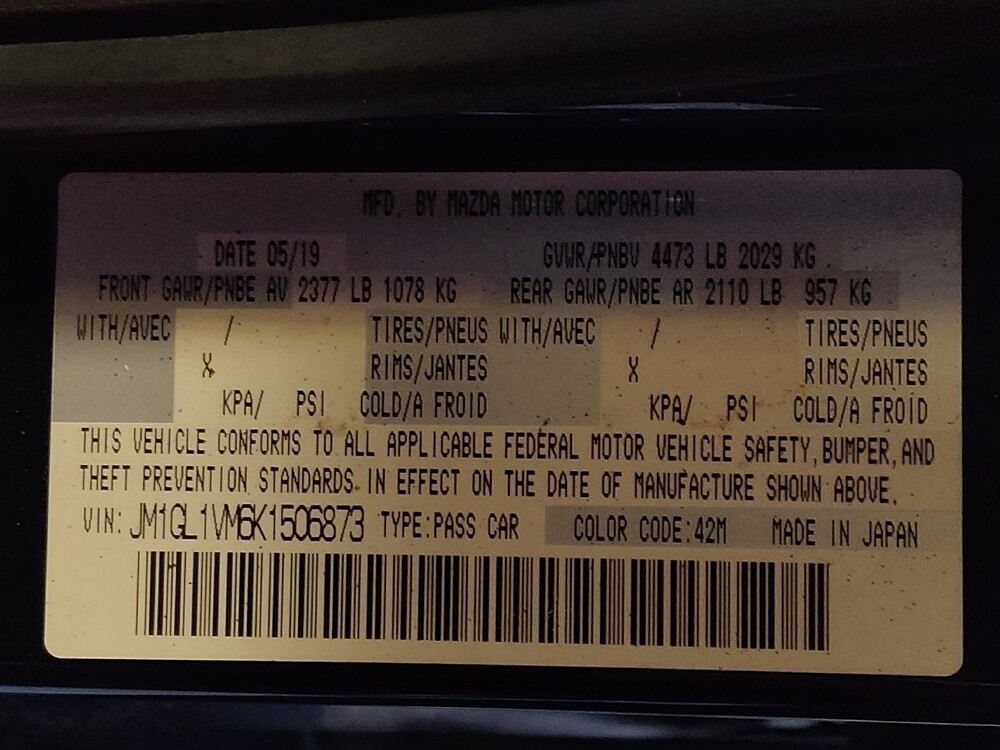 MFD. BY MAZDA MOTOR CORPORATION
DATE 05/19 GVWR/PNBV 4473 LB 2029 KG
FRONT GAWR/PNBE AV 2377 LB 1078 KG REAR GAWR/PNBE AR 2110 LB 957 KG
WITH/AVEC / TIRES/PNEUS WITH/AVEC / TIRES/PNEUS
X RIMS/JANTES X RIMS/JANTES
KPA/ PSI COLD/A FROID KPA/ PSI COLD/A FROID
THIS VEHICLE CONFORMS TO ALL APPLICABLE FEDERAL MOTOR VEHICLE SAFETY, BUMPER, AND
THEFT PREVENTION STANDARDS IN EFFECT ON THE DATE OF MANUFACTURE SHOWN ABOVE.
VIN: JM1GL1VM6K1506873 TYPE:PASS CAR COLOR CODE:42M MADE IN JAPAN